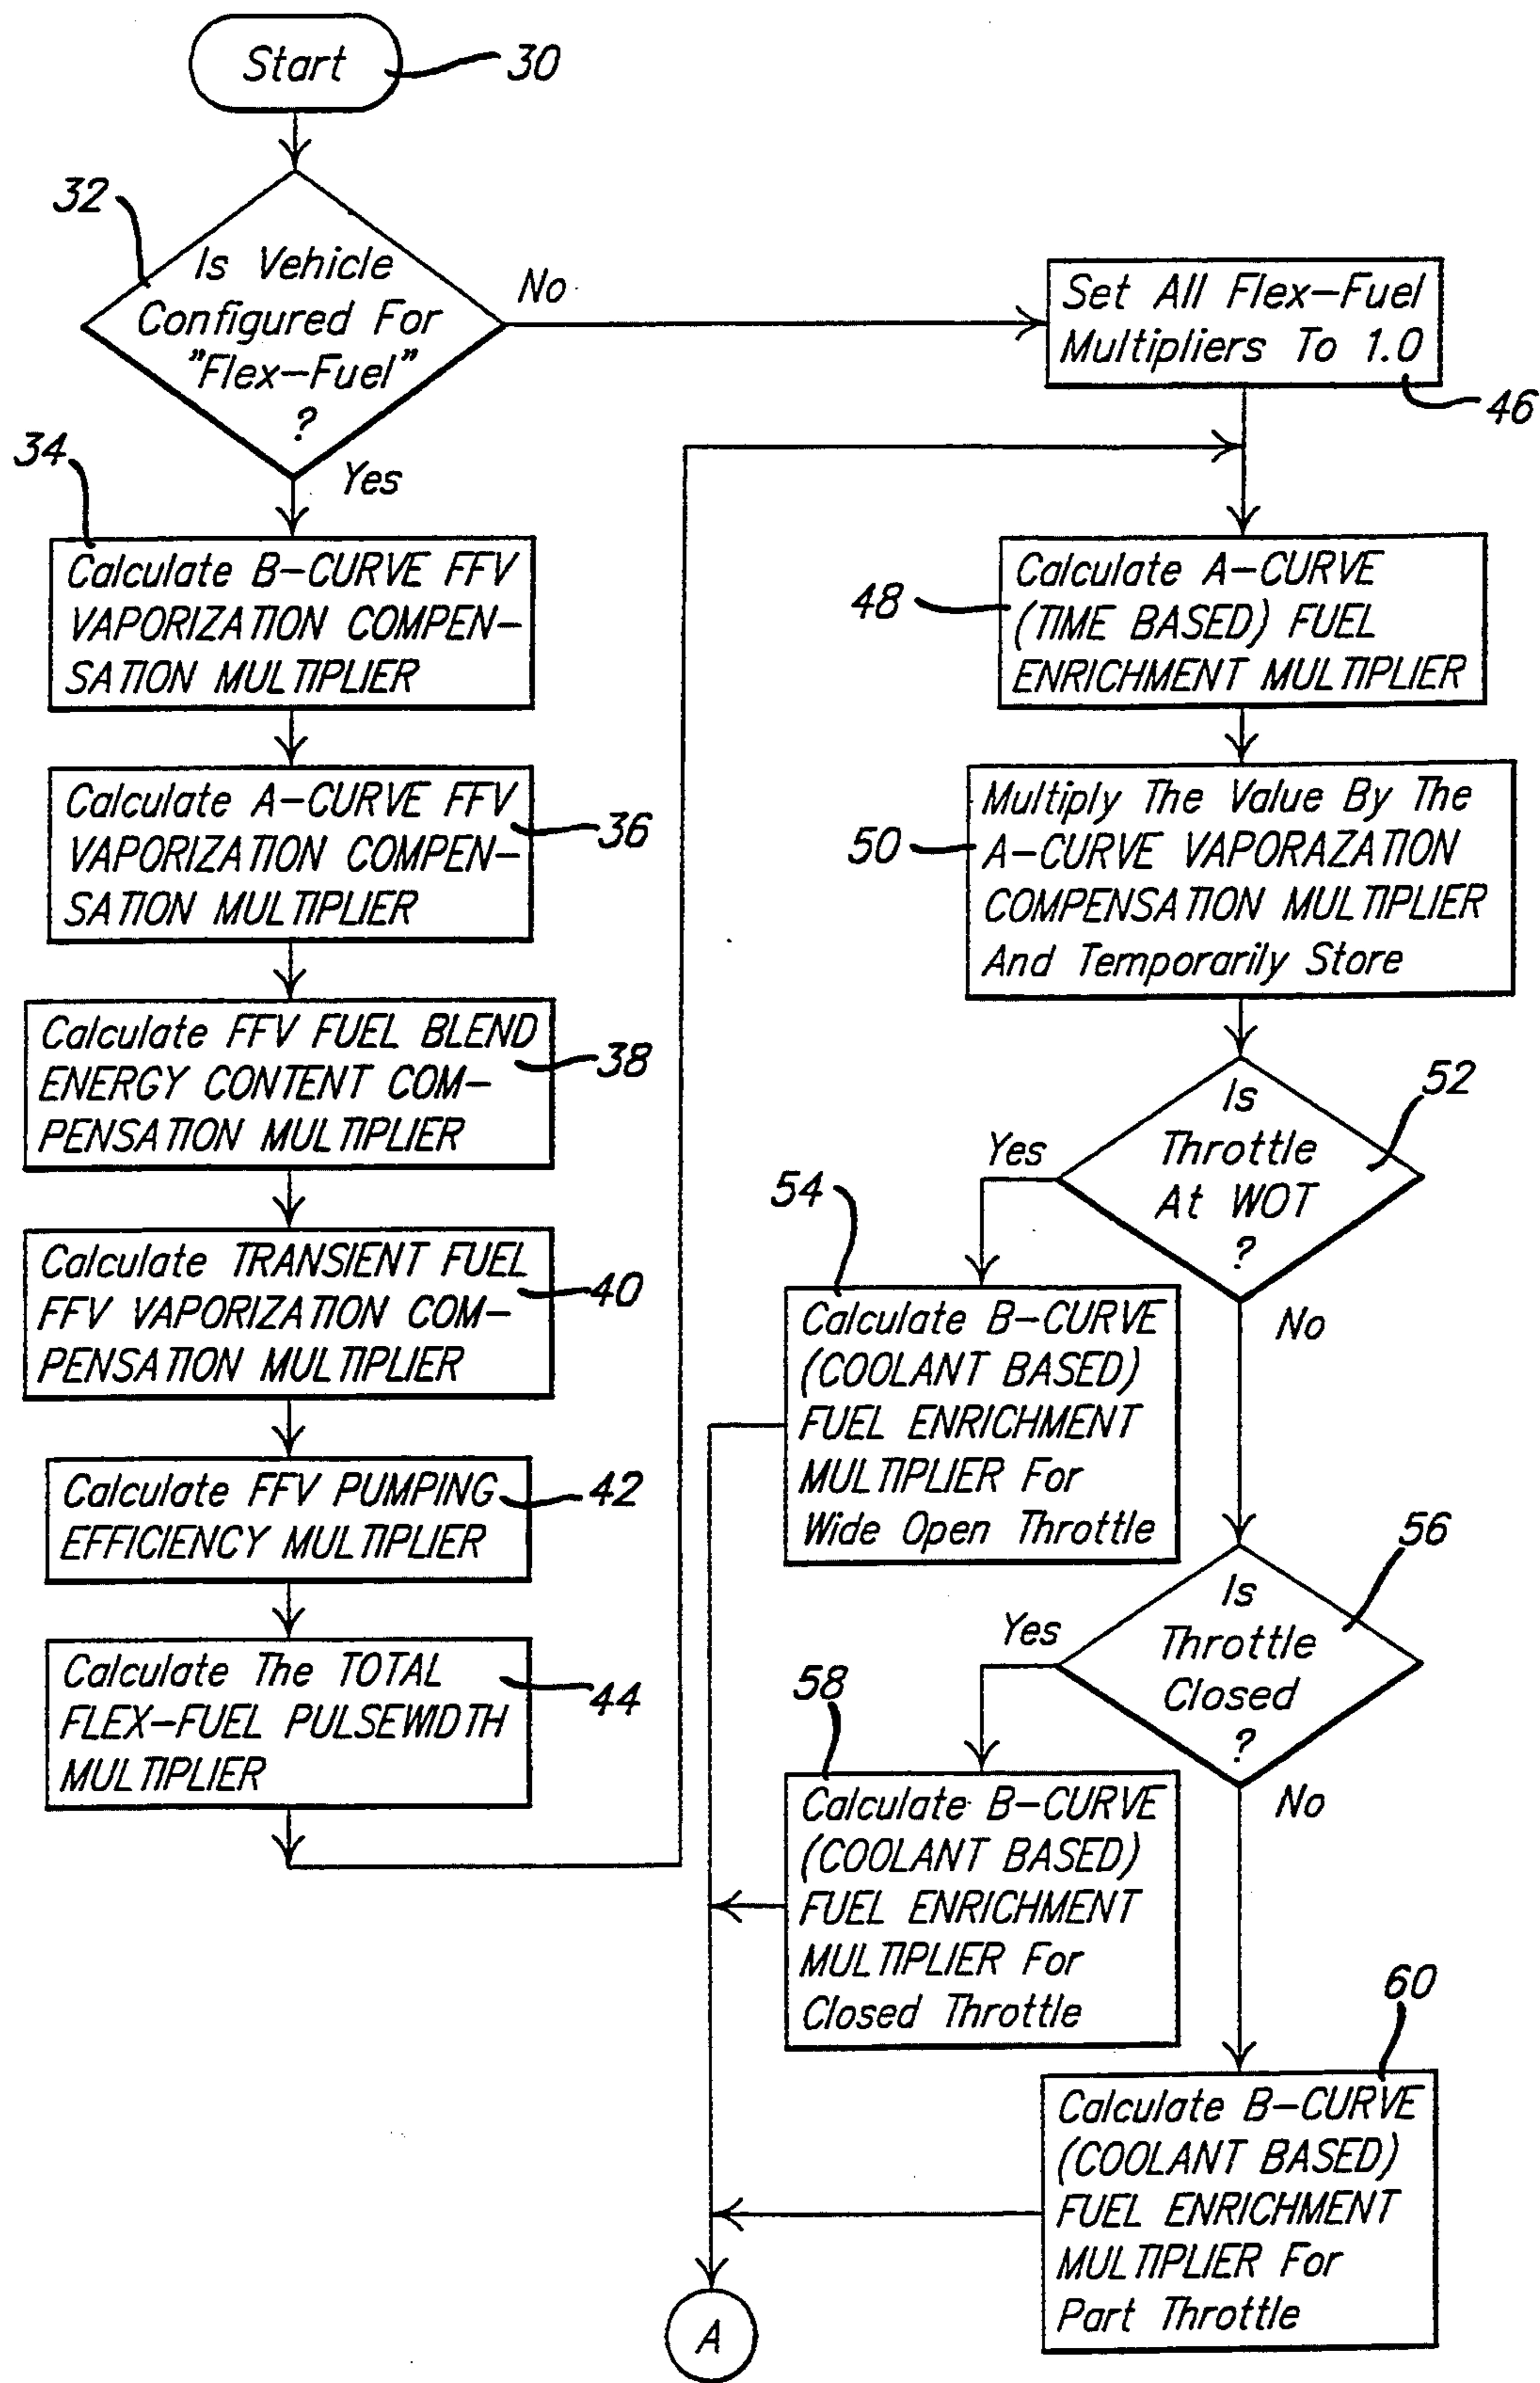 Start
30
32
Is Vehicle
Configured For
"Flex-Fuel"
?
No
Yes
Set All Flex-Fuel
Multipliers To 1.0
46
34
Calculate B-CURVE FFV
VAPORIZATION COMPEN-
SATION MULTIPLIER
Calculate A-CURVE FFV
VAPORIZATION COMPEN-
SATION MULTIPLIER
36
Calculate FFV FUEL BLEND
ENERGY CONTENT COM-
PENSATION MULTIPLIER
38
Calculate TRANSIENT FUEL
FFV VAPORIZATION COM-
PENSATION MULTIPLIER
40
Calculate FFV PUMPING
EFFICIENCY MULTIPLIER
42
Calculate The TOTAL
FLEX-FUEL PULSEWIDTH
MULTIPLIER
44
48
Calculate A-CURVE
(TIME BASED) FUEL
ENRICHMENT MULTIPLIER
50
Multiply The Value By The
A-CURVE VAPORAZATION
COMPENSATION MULTIPLIER
And Temporarily Store
52
Is
Throttle
At WOT
?
Yes
No
54
Calculate B-CURVE
(COOLANT BASED)
FUEL ENRICHMENT
MULTIPLIER For
Wide Open Throttle
56
Is
Throttle
Closed
?
Yes
No
58
Calculate B-CURVE
(COOLANT BASED)
FUEL ENRICHMENT
MULTIPLIER For
Closed Throttle
60
Calculate B-CURVE
(COOLANT BASED)
FUEL ENRICHMENT
MULTIPLIER For
Part Throttle
A